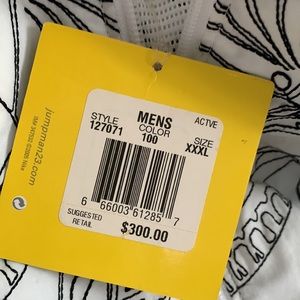 MENS
ACTVE
STYLE
COLOR
SIZE
127071
100
XXXL
6 66003 61285 7
SUGGESTED
RETAIL
$300.00
jumpman23.com